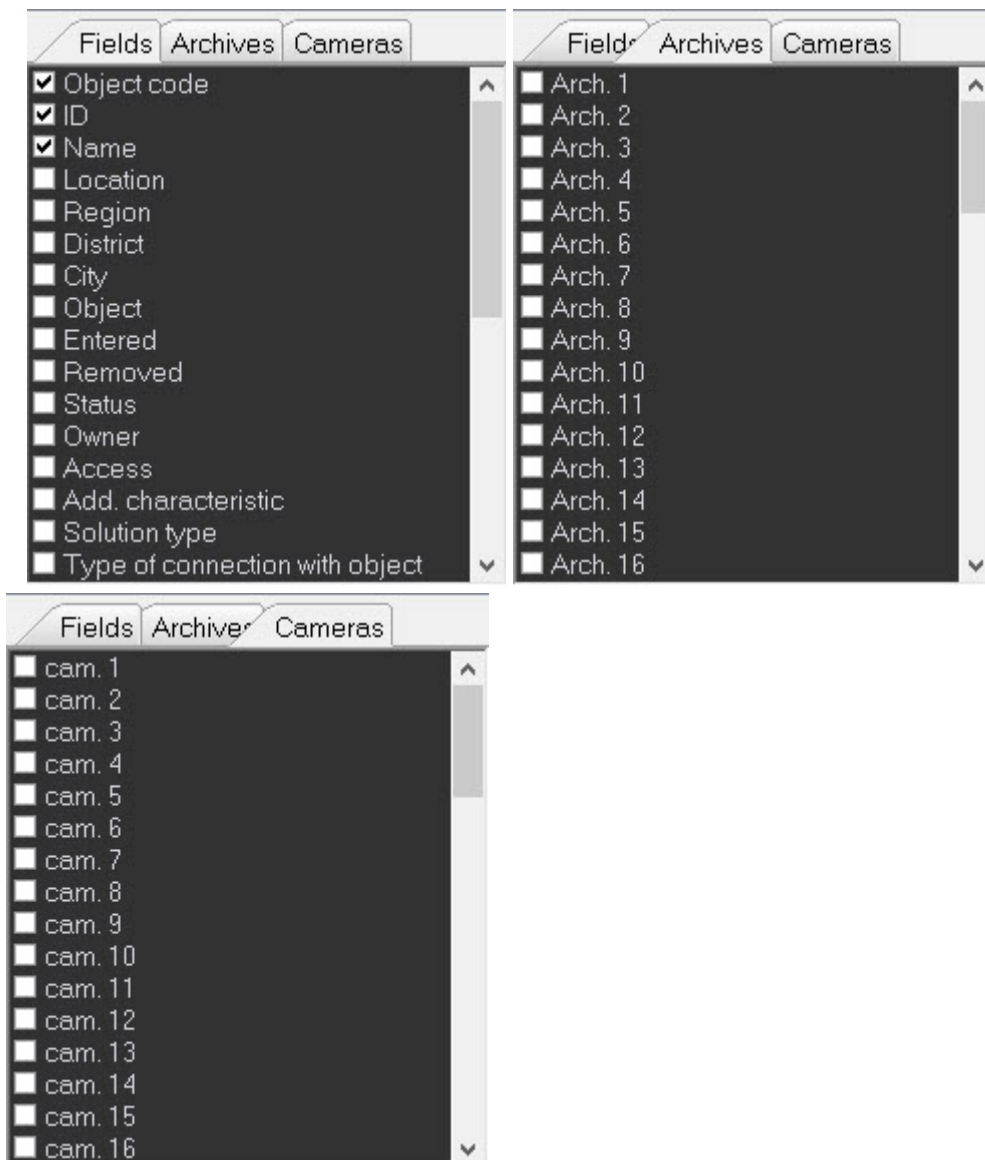 Fields Archives Cameras
Object code
ID
Name
Location
Region
District
City
Object
Entered
Removed
Status
Owner
Access
Add. characteristic
Solution type
Type of connection with object
Fields Archives Cameras
Arch. 1
Arch. 2
Arch. 3
Arch. 4
Arch. 5
Arch. 6
Arch. 7
Arch. 8
Arch. 9
Arch. 10
Arch. 11
Arch. 12
Arch. 13
Arch. 14
Arch. 15
Arch. 16
Fields Archives Cameras
cam. 1
cam. 2
cam. 3
cam. 4
cam. 5
cam. 6
cam. 7
cam. 8
cam. 9
cam. 10
cam. 11
cam. 12
cam. 13
cam. 14
cam. 15
cam. 16